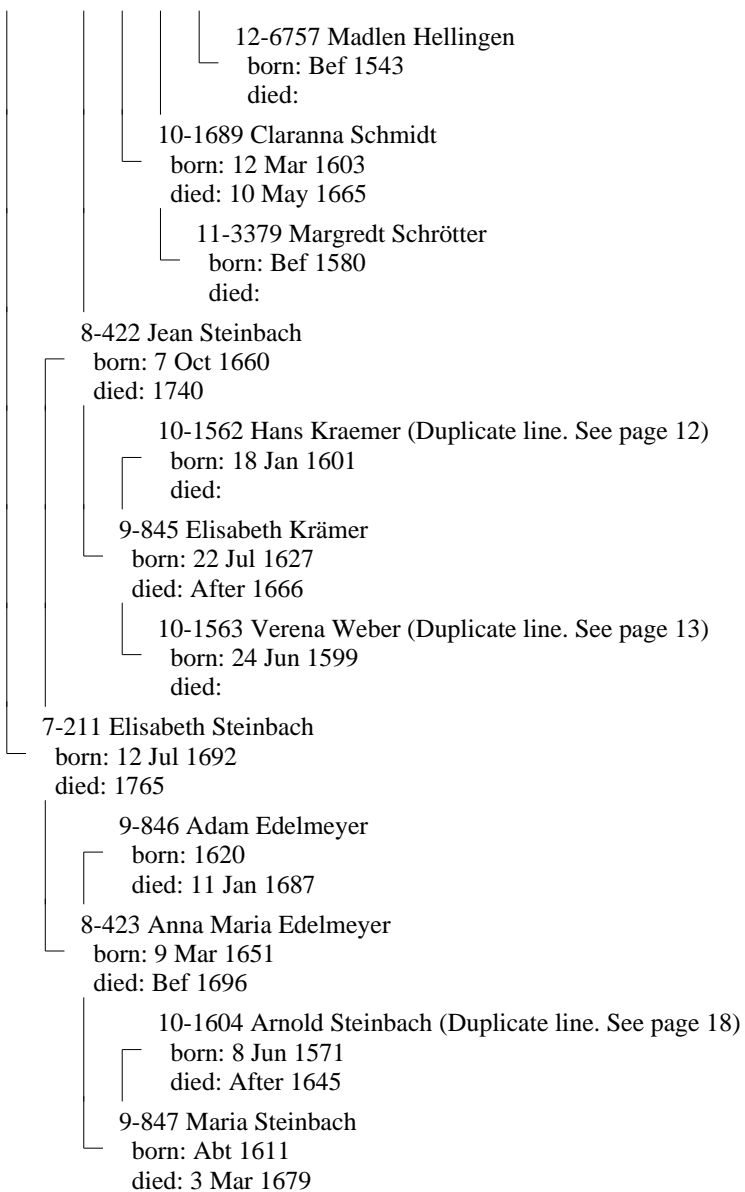 12-6757 Madlen Hellingen
born: Bef 1543
died:
10-1689 Claranna Schmidt
born: 12 Mar 1603
died: 10 May 1665
11-3379 Margredt Schrötter
born: Bef 1580
died:
8-422 Jean Steinbach
born: 7 Oct 1660
died: 1740
10-1562 Hans Kraemer (Duplicate line. See page 12)
born: 18 Jan 1601
died:
9-845 Elisabeth Krämer
born: 22 Jul 1627
died: After 1666
10-1563 Verena Weber (Duplicate line. See page 13)
born: 24 Jun 1599
died:
7-211 Elisabeth Steinbach
born: 12 Jul 1692
died: 1765
9-846 Adam Edelmeyer
born: 1620
died: 11 Jan 1687
8-423 Anna Maria Edelmeyer
born: 9 Mar 1651
died: Bef 1696
10-1604 Arnold Steinbach (Duplicate line. See page 18)
born: 8 Jun 1571
died: After 1645
9-847 Maria Steinbach
born: Abt 1611
died: 3 Mar 1679